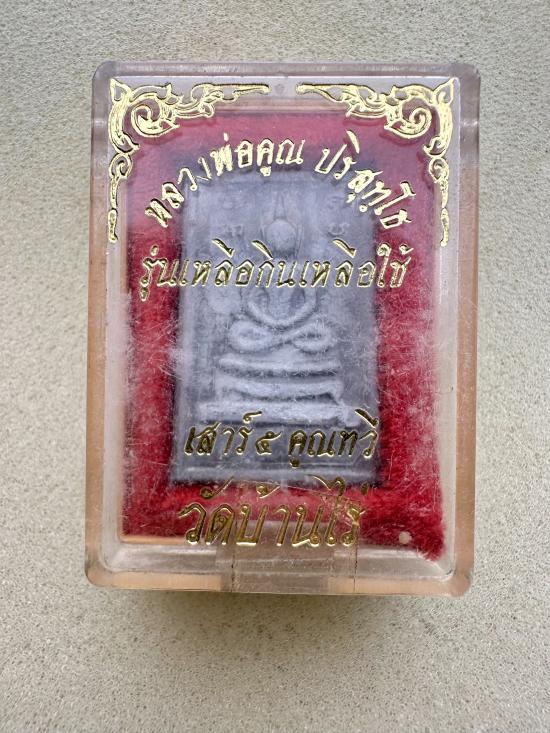 หลวงพ่อคูณ ปริสุทฺโธ
รุ่นเหลือกินเหลือใช้
เสาร์ ๕ คูณทวี
วัดบ้านไร่